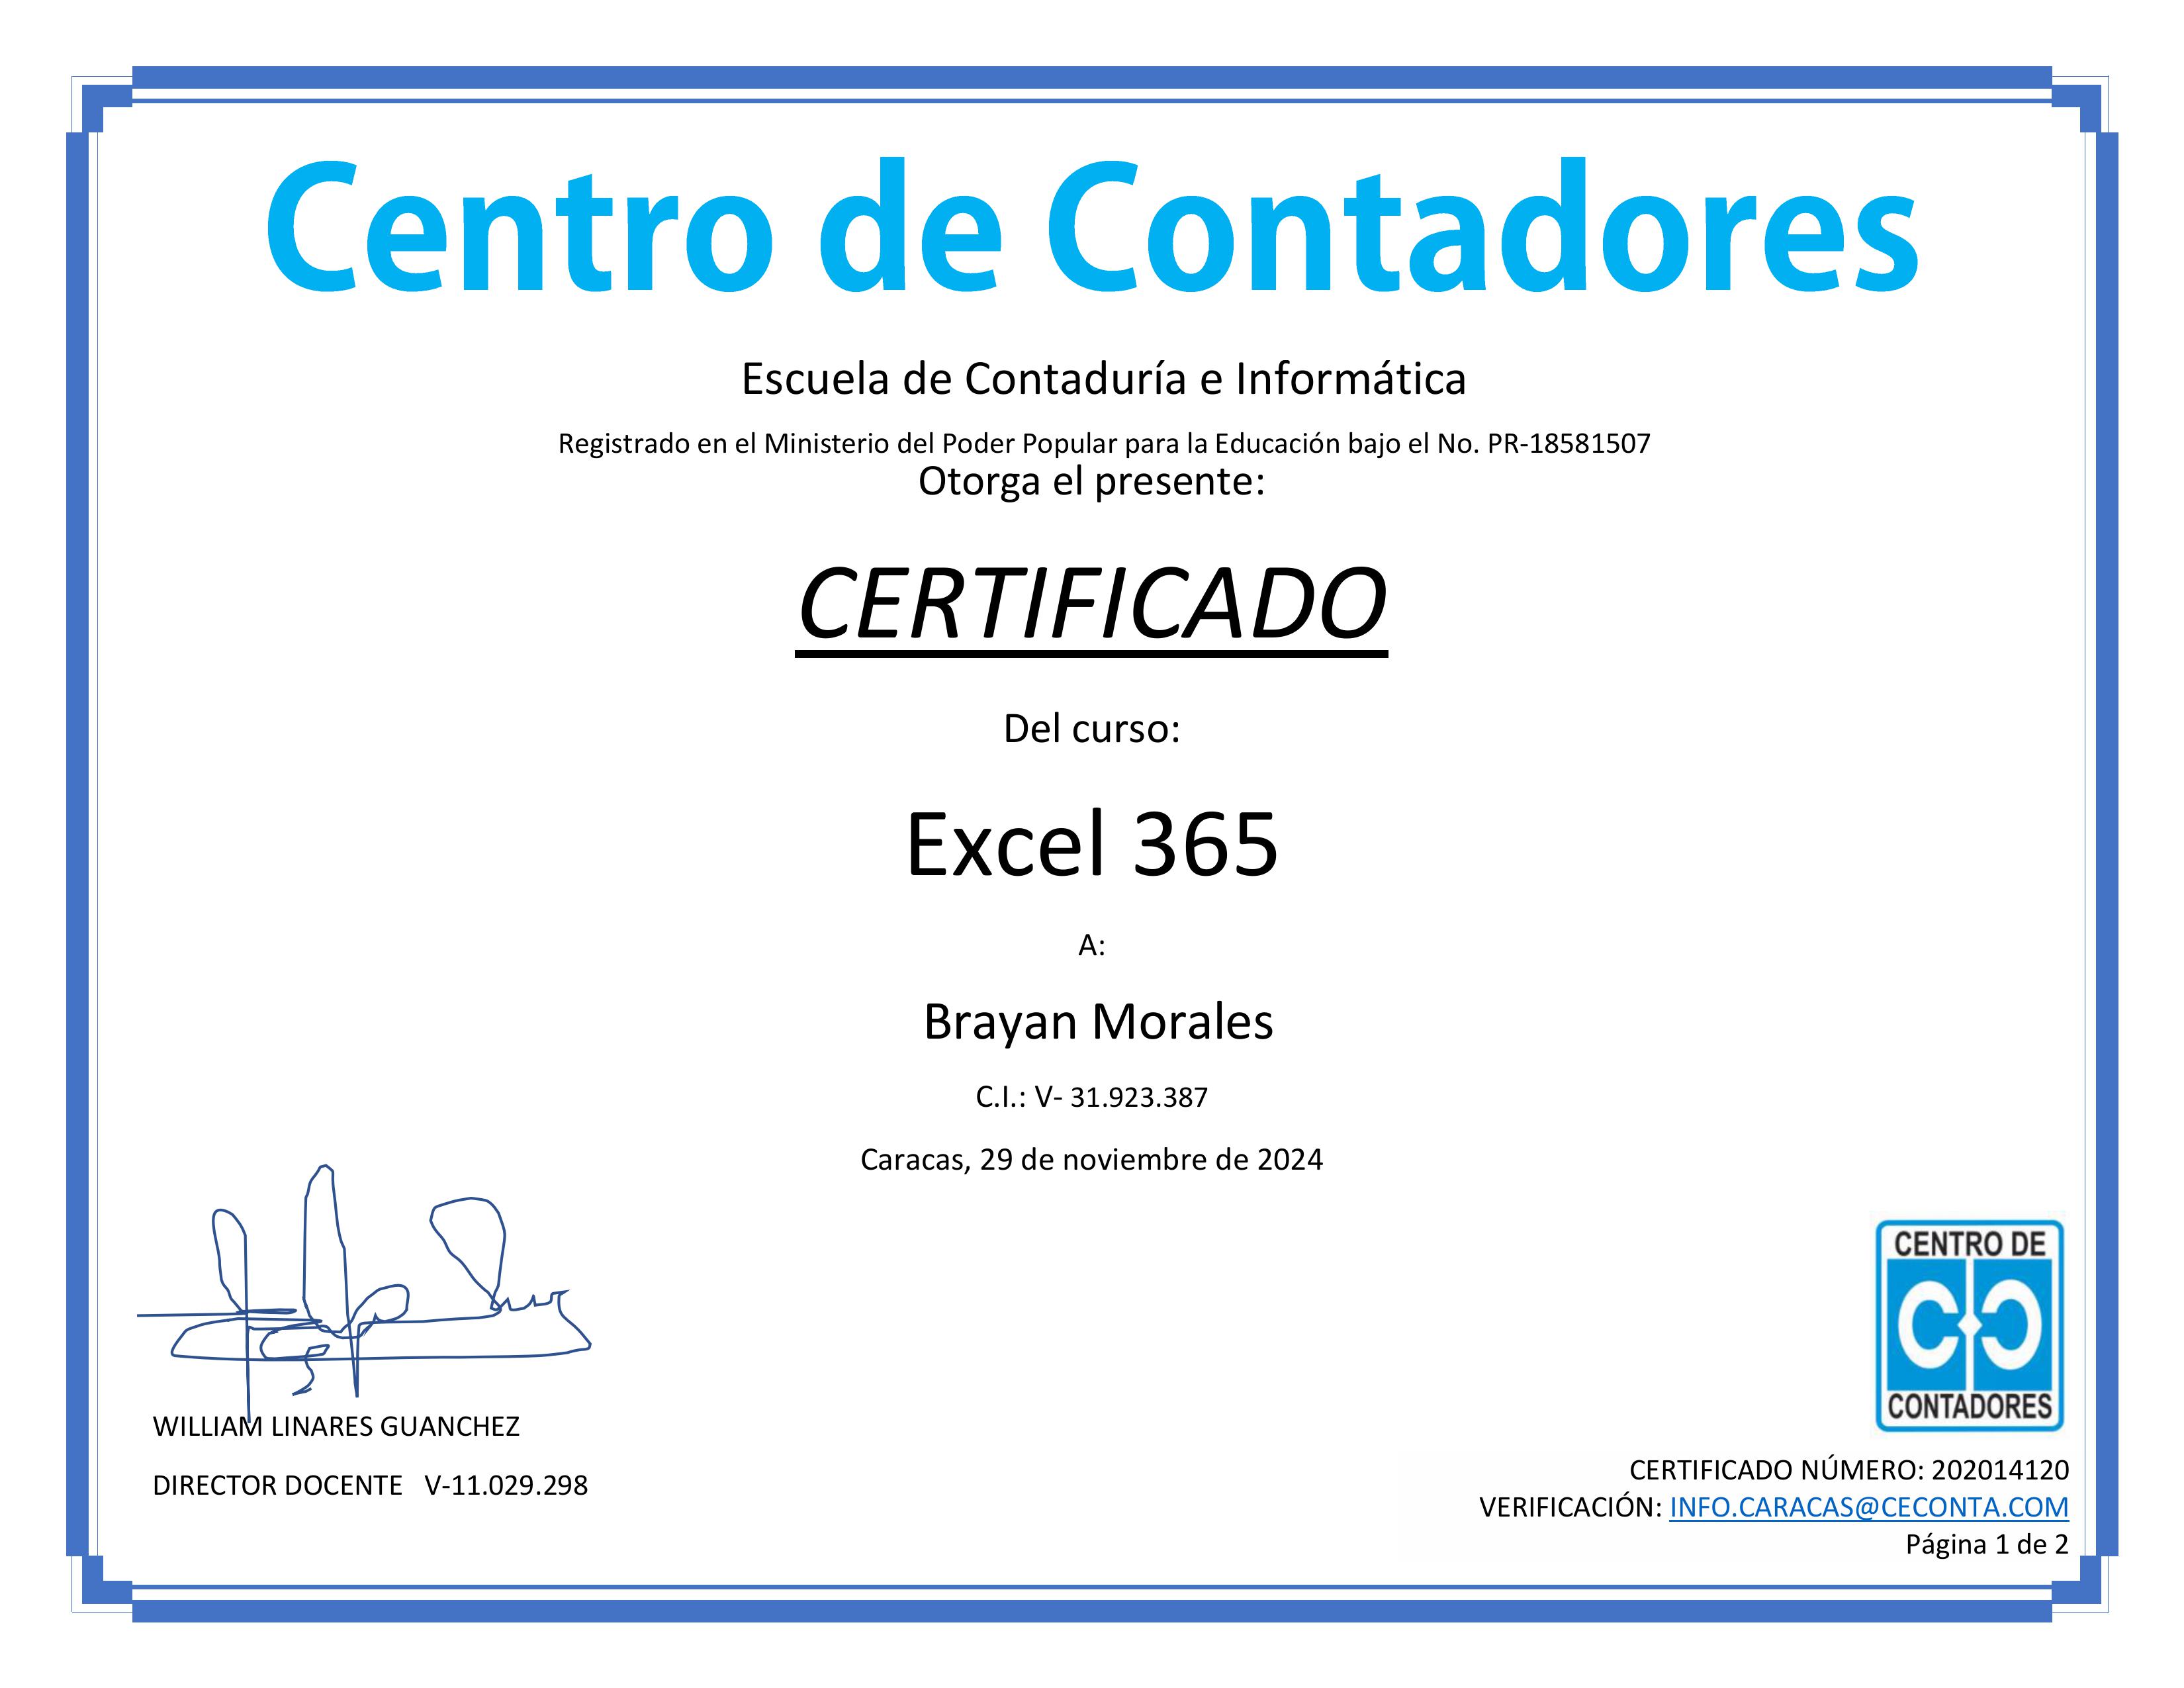 Centro de Contadores
Escuela de Contaduría e Informática
Registrado en el Ministerio del Poder Popular para la Educación bajo el No. PR-18581507
Otorga el presente:
CERTIFICADO
Del curso:
Excel 365
A:
Brayan Morales
C.I.: V- 31.923.387
Caracas, 29 de noviembre de 2024
WILLIAM LINARES GUANCHEZ
DIRECTOR DOCENTE V-11.029.298
CENTRO DE
CONTADORES
CERTIFICADO NÚMERO: 202014120
VERIFICACIÓN: INFO.CARACAS@CECONTA.COM
Página 1 de 2